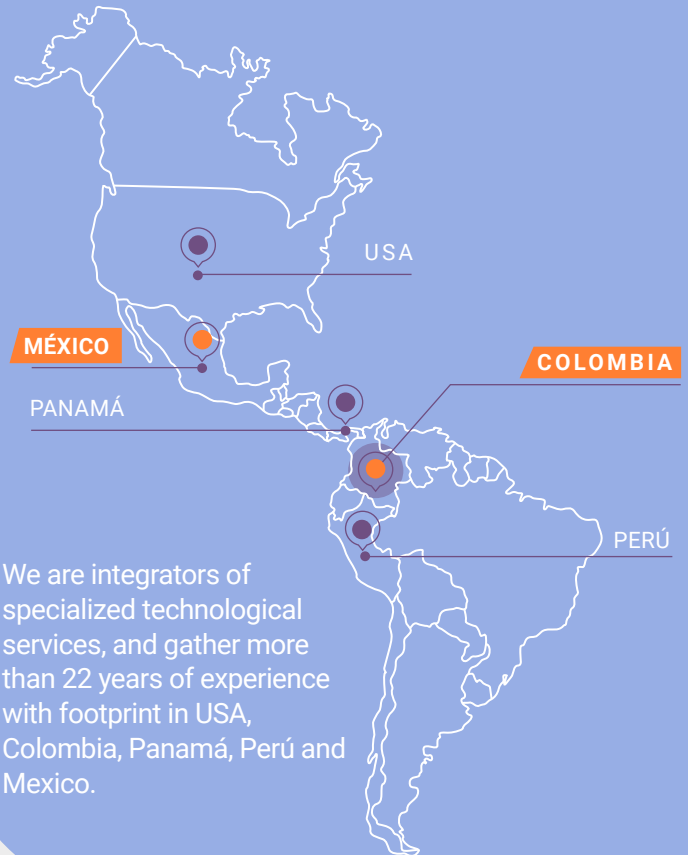 USA
MÉXICO
COLOMBIA
PANAMÁ
PERÚ
We are integrators of
specialized technological
services, and gather more
than 22 years of experience
with footprint in USA,
Colombia, Panamá, Perú and
Mexico.